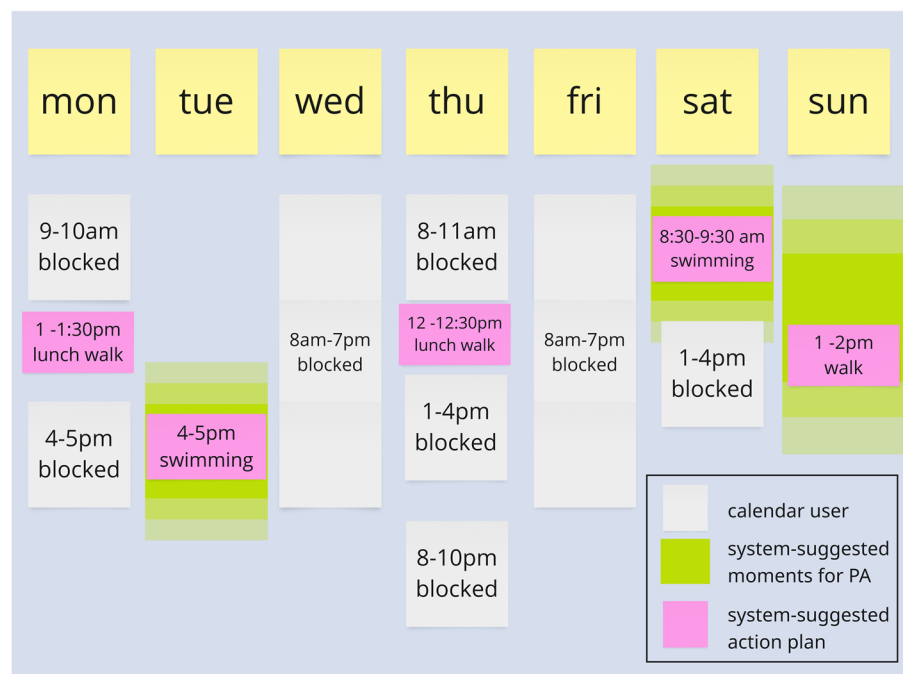 mon
tue
wed
thu
fri
sat
sun
9-10am
blocked
1 -1:30pm
lunch walk
4-5pm
blocked
4-5pm
swimming
8am-7pm
blocked
8-11am
blocked
12 -12:30pm
lunch walk
1-4pm
blocked
8-10pm
blocked
8am-7pm
blocked
8:30-9:30 am
swimming
1-4pm
blocked
1 -2pm
walk
calendar user
system-suggested
moments for PA
system-suggested
action plan